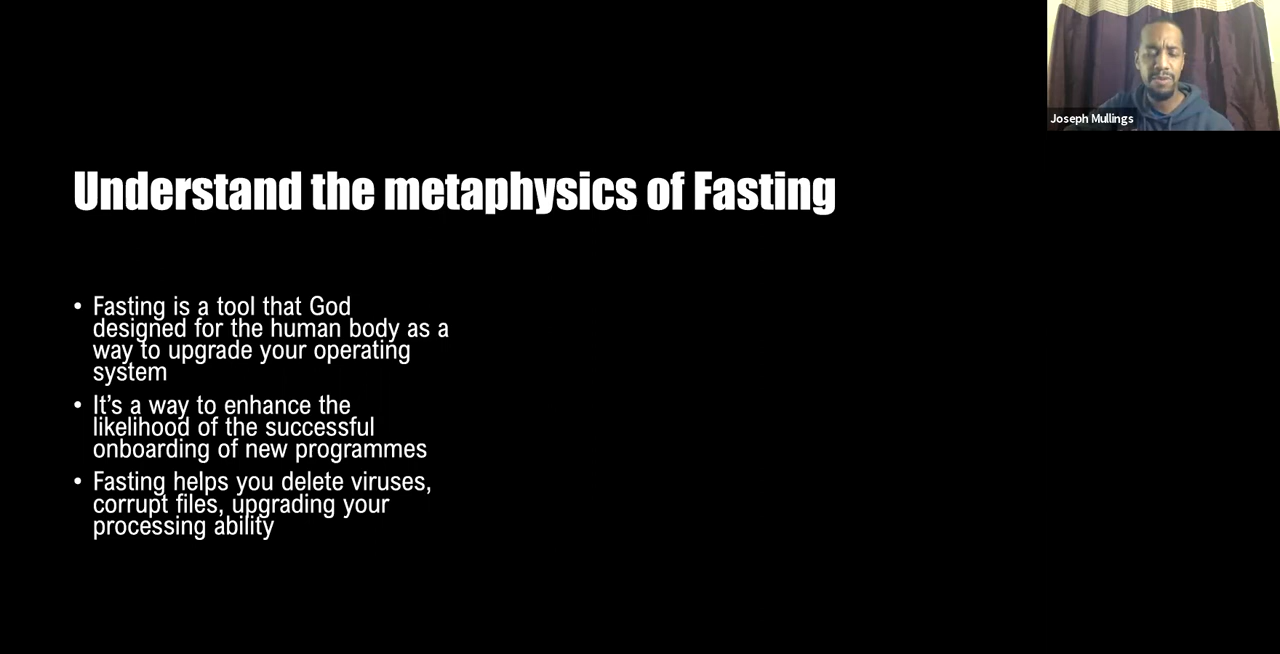 Joseph Mullings
Understand the metaphysics of Fasting
• Fasting is a tool that God
designed for the human body as a
way to upgrade your operating
system
• It's a way to enhance the
likelihood of the successful
onboarding of new programmes
• Fasting helps you delete viruses,
corrupt files, upgrading your
processing ability